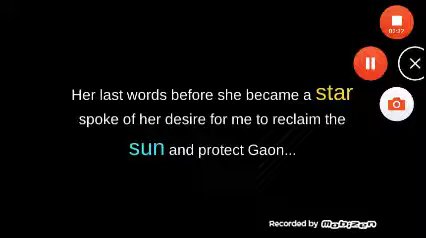 Her last words before she became a star
spoke of her desire for me to reclaim the
sun and protect Gaon...
Recorded by mobizen